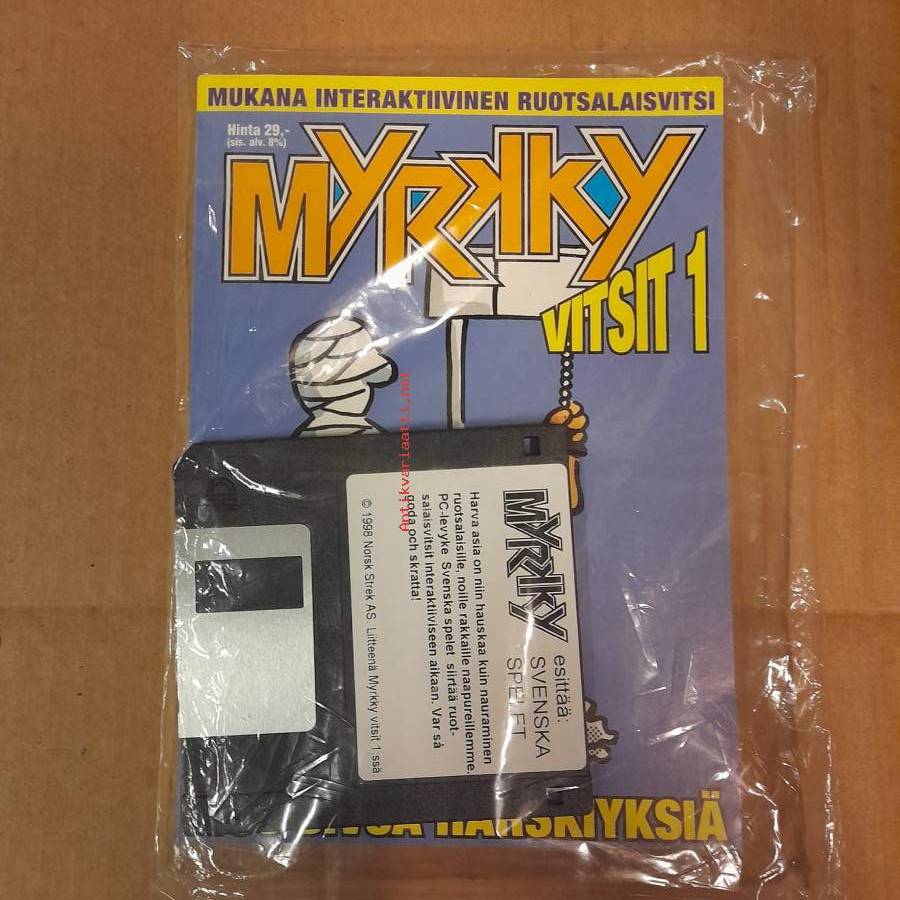 MUKANA INTERAKTIIVINEN RUOTSALAISVITSI
Hinta 29,-
(sis. alv. 8%)
MYRKKY
VITSIT 1
MYRKKY esittää:
SVENSKA
SPELET
Harva asia on niin hauskaa kuin nauraminen
ruotsalaisille, noille rakkaille naapureillemme.
PC-levyke Svenska spelet siirtää ruot-
salaisvitsit interaktiiviseen aikaan. Var så
goda och skratta!
© 1998 Norsk Strek AS. Liitteenä Myrkky vitsit 1:ssä.
HD
Antikvariaatti.net